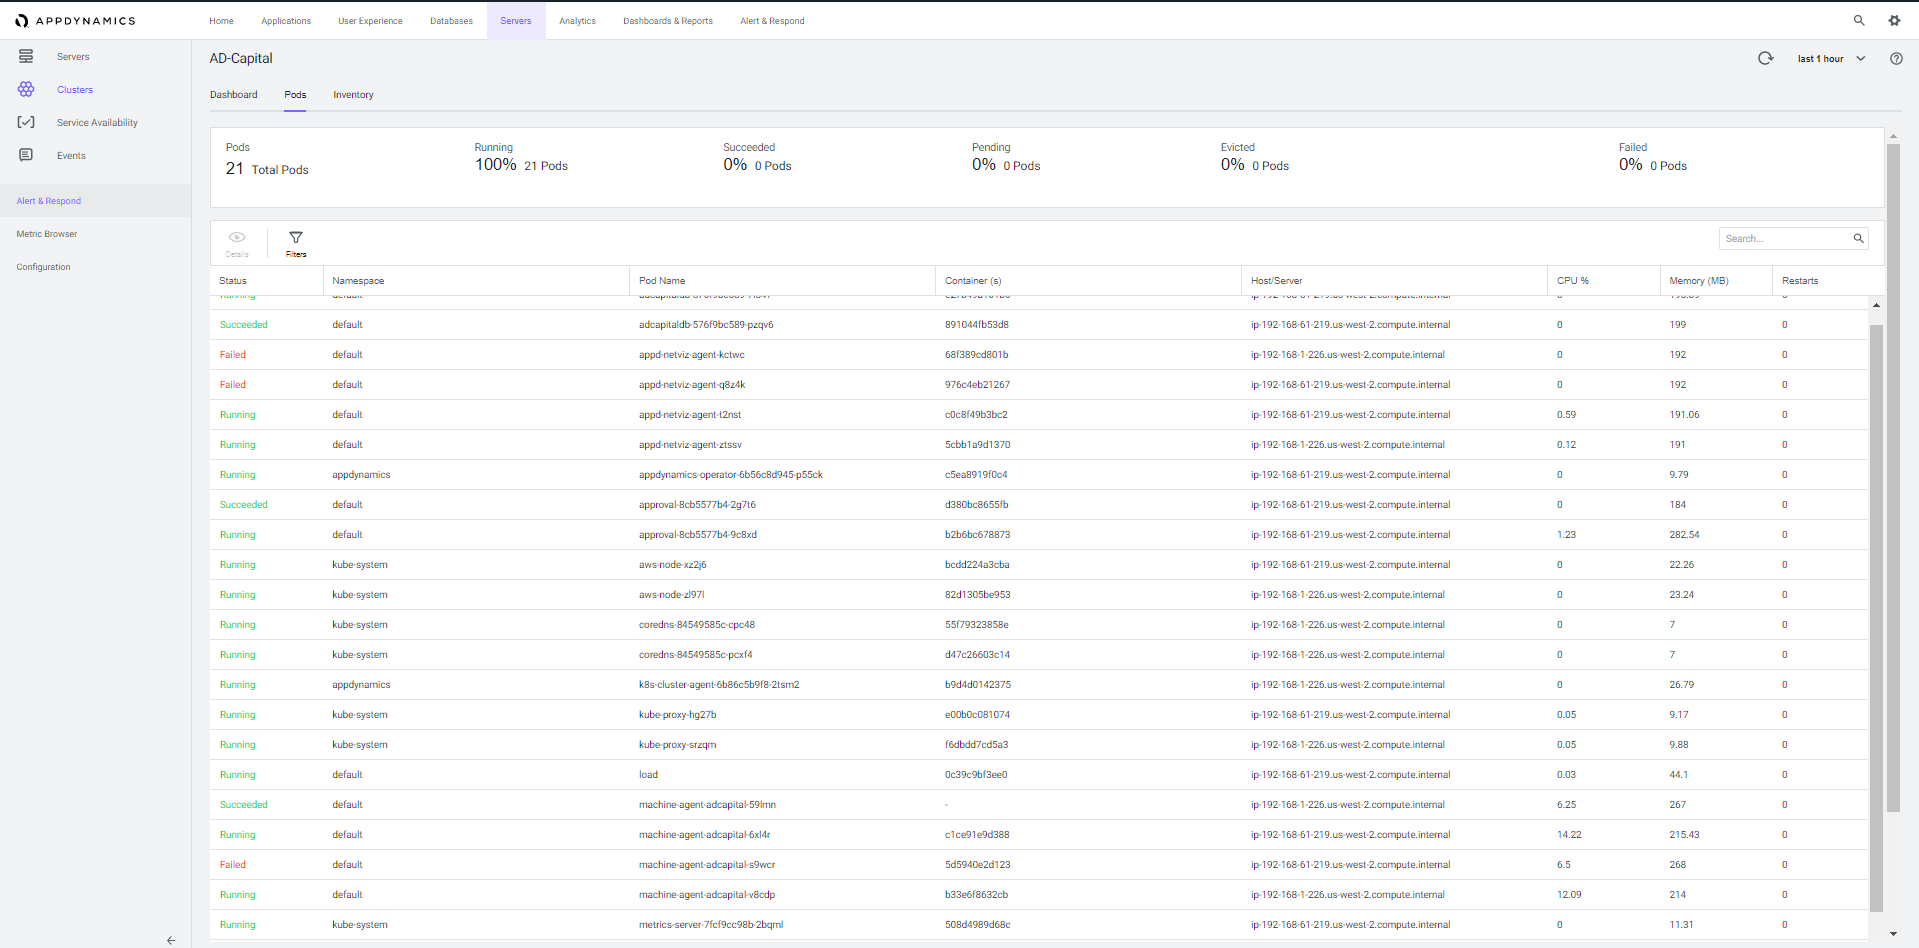 APPDYNAMICS Home Applications User Experience Databases Servers Analytics Dashboards & Reports Alert & Respond
Servers
Clusters
Service Availability
Events
Alert & Respond
Metric Browser
Configuration
AD-Capital
last 1 hour
Dashboard Pods Inventory
Pods Running Succeeded Pending Evicted Failed
21 Total Pods 100% 21 Pods 0% 0 Pods 0% 0 Pods 0% 0 Pods 0% 0 Pods
Details Filters Search...
Status Namespace Pod Name Container (s) Host/Server CPU % Memory (MB) Restarts
Succeeded default adcapitaldb-576f9bc589-pzqv6 891044fb53d8 ip-192-168-61-219.us-west-2.compute.internal 0 199 0
Failed default appd-netviz-agent-kctwc 68f389cd801b ip-192-168-1-226.us-west-2.compute.internal 0 192 0
Failed default appd-netviz-agent-q8z4k 976c4eb21267 ip-192-168-61-219.us-west-2.compute.internal 0 192 0
Running default appd-netviz-agent-t2nst c0c8f49b3bc2 ip-192-168-61-219.us-west-2.compute.internal 0.59 191.06 0
Running default appd-netviz-agent-ztssv 5cbb1a9d1370 ip-192-168-1-226.us-west-2.compute.internal 0.12 191 0
Running appdynamics appdynamics-operator-6b56c8d945-p55ck c5ea8919f0c4 ip-192-168-61-219.us-west-2.compute.internal 0 9.79 0
Succeeded default approval-8cb5577b4-2g7t6 d380bc8655fb ip-192-168-61-219.us-west-2.compute.internal 0 184 0
Running default approval-8cb5577b4-9c8xd b2b6bc678873 ip-192-168-61-219.us-west-2.compute.internal 1.23 282.54 0
Running kube-system aws-node-xz2j6 bcdd224a3cba ip-192-168-61-219.us-west-2.compute.internal 0 22.26 0
Running kube-system aws-node-zl97l 82d1305be953 ip-192-168-1-226.us-west-2.compute.internal 0 23.24 0
Running kube-system coredns-84549585c-cpc48 55f79323858e ip-192-168-1-226.us-west-2.compute.internal 0 7 0
Running kube-system coredns-84549585c-pcxf4 d47c26603c14 ip-192-168-1-226.us-west-2.compute.internal 0 7 0
Running appdynamics k8s-cluster-agent-6b86c5b9f8-2tsm2 b9d4d0142375 ip-192-168-1-226.us-west-2.compute.internal 0 26.79 0
Running kube-system kube-proxy-hg27b e00b0c081074 ip-192-168-61-219.us-west-2.compute.internal 0.05 9.17 0
Running kube-system kube-proxy-srzqm f6dbdd7cd5a3 ip-192-168-1-226.us-west-2.compute.internal 0.05 9.88 0
Running default load 0c39c9bf3ee0 ip-192-168-61-219.us-west-2.compute.internal 0.03 44.1 0
Succeeded default machine-agent-adcapital-59lmn - ip-192-168-1-226.us-west-2.compute.internal 6.25 267 0
Running default machine-agent-adcapital-6xl4r c1ce91e9d388 ip-192-168-61-219.us-west-2.compute.internal 14.22 215.43 0
Failed default machine-agent-adcapital-s9wcr 5d5940e2d123 ip-192-168-61-219.us-west-2.compute.internal 6.5 268 0
Running default machine-agent-adcapital-v8cdp b33e6f8632cb ip-192-168-1-226.us-west-2.compute.internal 12.09 214 0
Running kube-system metrics-server-7fcf9cc98b-2bqml 508d4989d68c ip-192-168-1-226.us-west-2.compute.internal 0 11.31 0